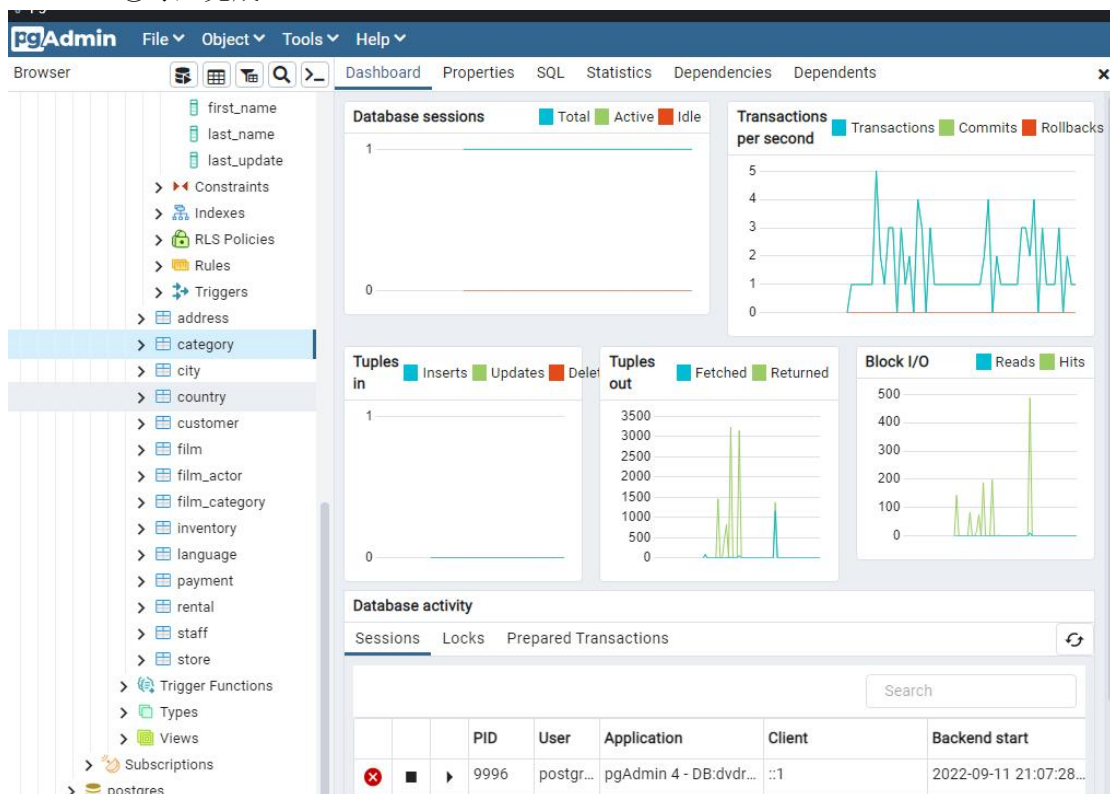 pgAdmin File Object Tools Help
Browser
Dashboard Properties SQL Statistics Dependencies Dependents
first_name
last_name
last_update
Constraints
Indexes
RLS Policies
Rules
Triggers
address
category
city
country
customer
film
film_actor
film_category
inventory
language
payment
rental
staff
store
Trigger Functions
Types
Views
Subscriptions
postgres
Database sessions Total Active Idle
1
0
Transactions per second Transactions Commits Rollbacks
5
4
3
2
1
0
Tuples in Inserts Updates Delet
1
0
Tuples out Fetched Returned
3500
3000
2500
2000
1500
1000
500
0
Block I/O Reads Hits
500
400
300
200
100
0
Database activity
Sessions Locks Prepared Transactions
Search
PID User Application Client Backend start
9996 postgr... pgAdmin 4 - DB:dvdr... ::1 2022-09-11 21:07:28...